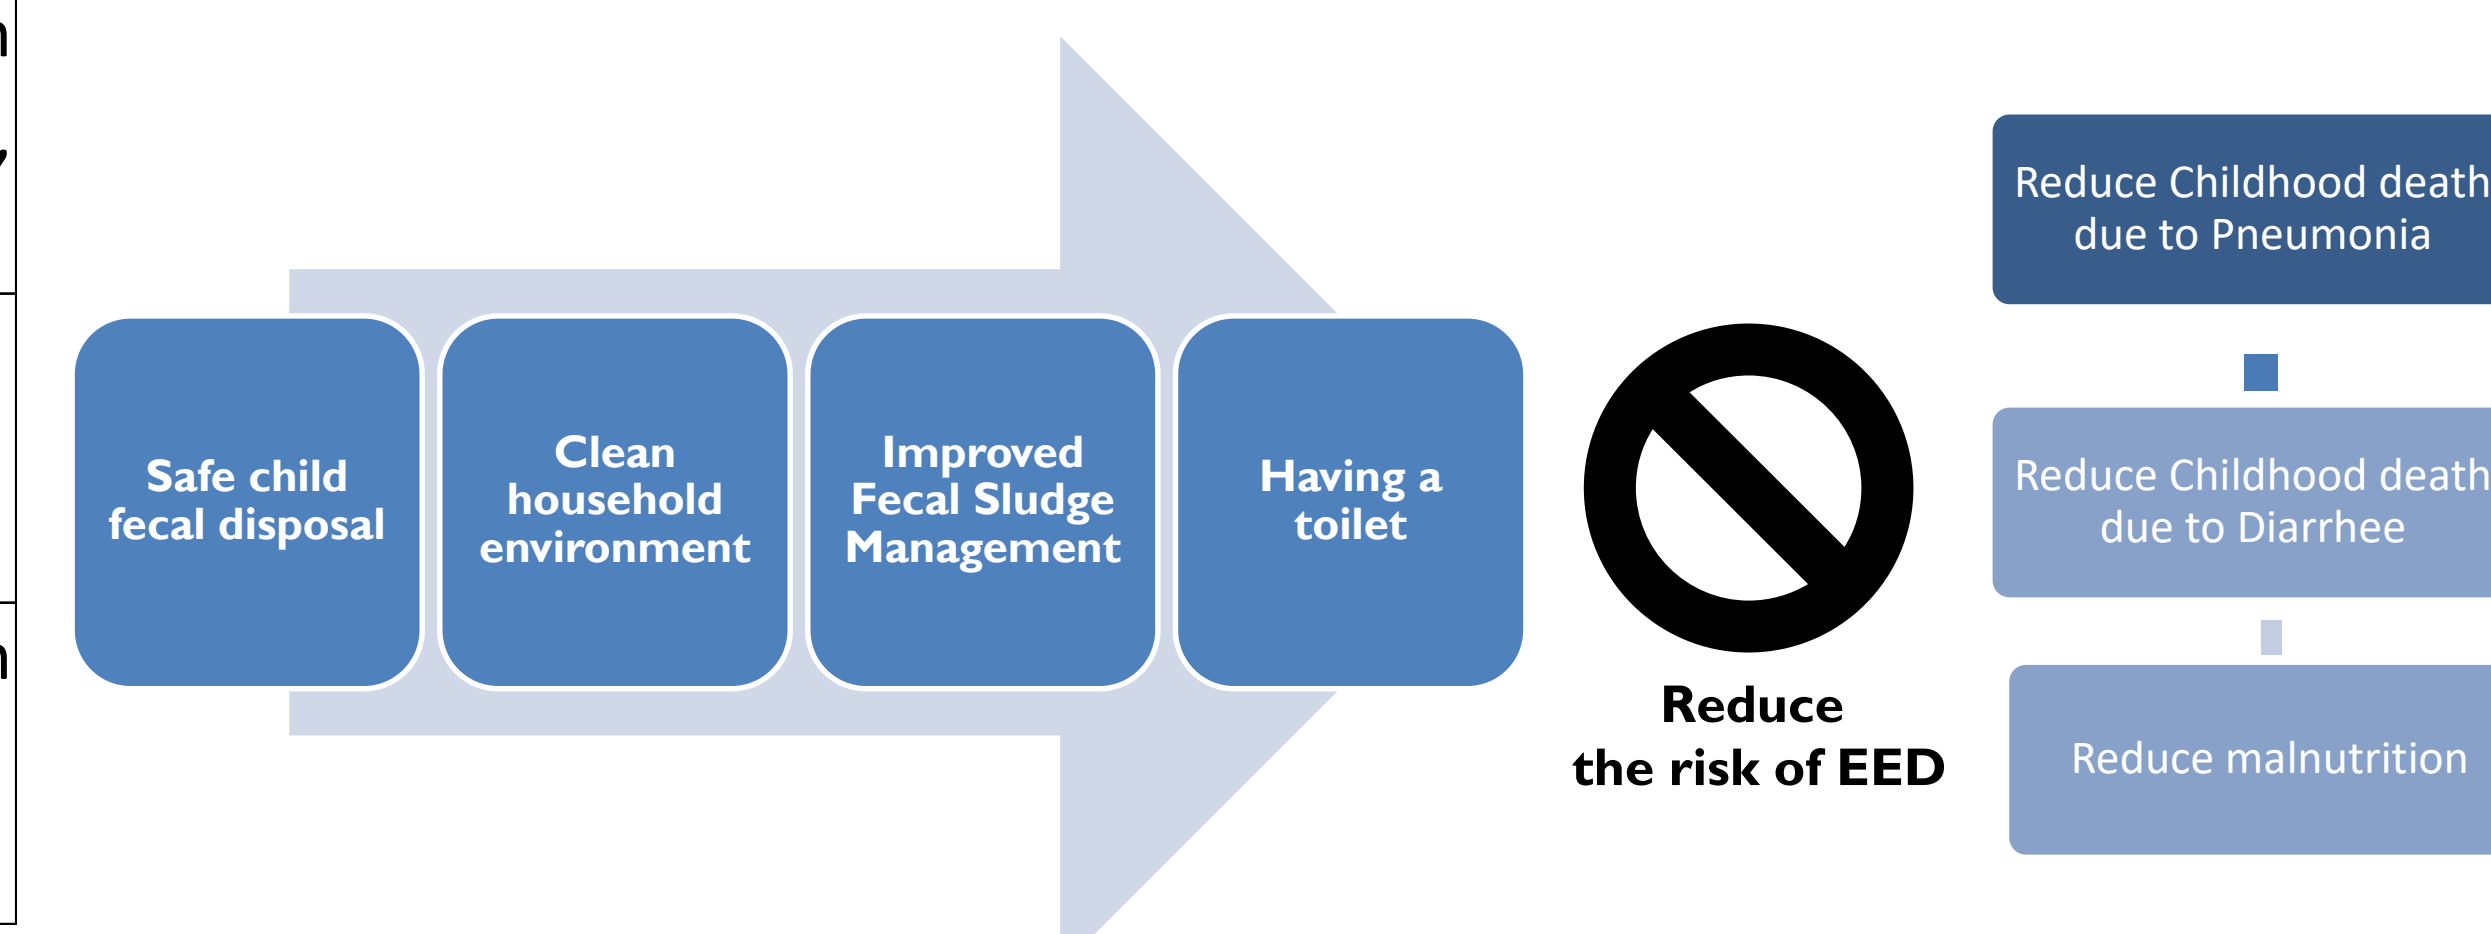 Safe child
fecal disposal
Clean
household
environment
Improved
Fecal Sludge
Management
Having a
toilet
Reduce
the risk of EED
Reduce Childhood death
due to Pneumonia
Reduce Childhood death
due to Diarrhee
Reduce malnutrition